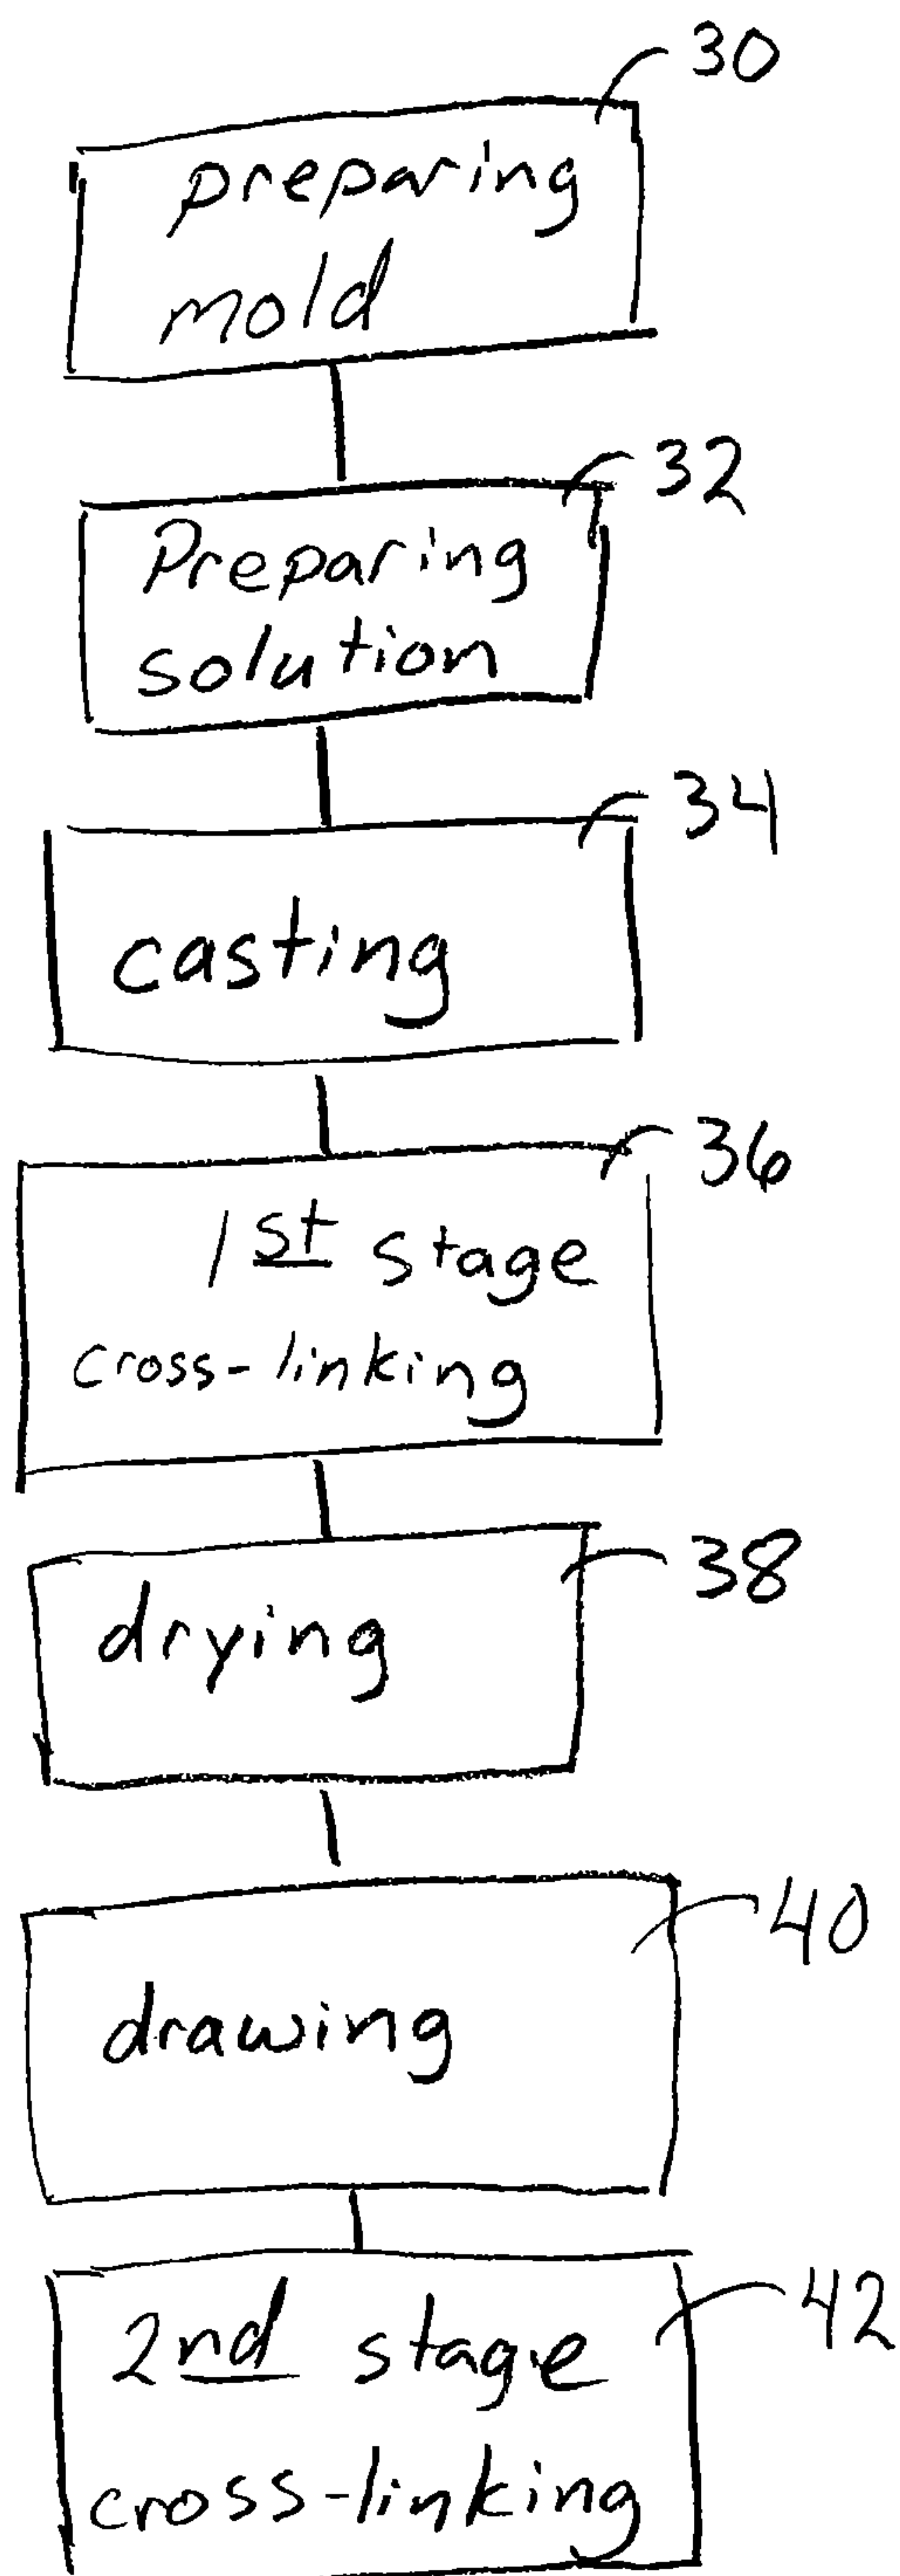 30
preparing
mold
32
Preparing
solution
34
casting
36
1st stage
cross-linking
38
drying
40
drawing
42
2nd stage
cross-linking